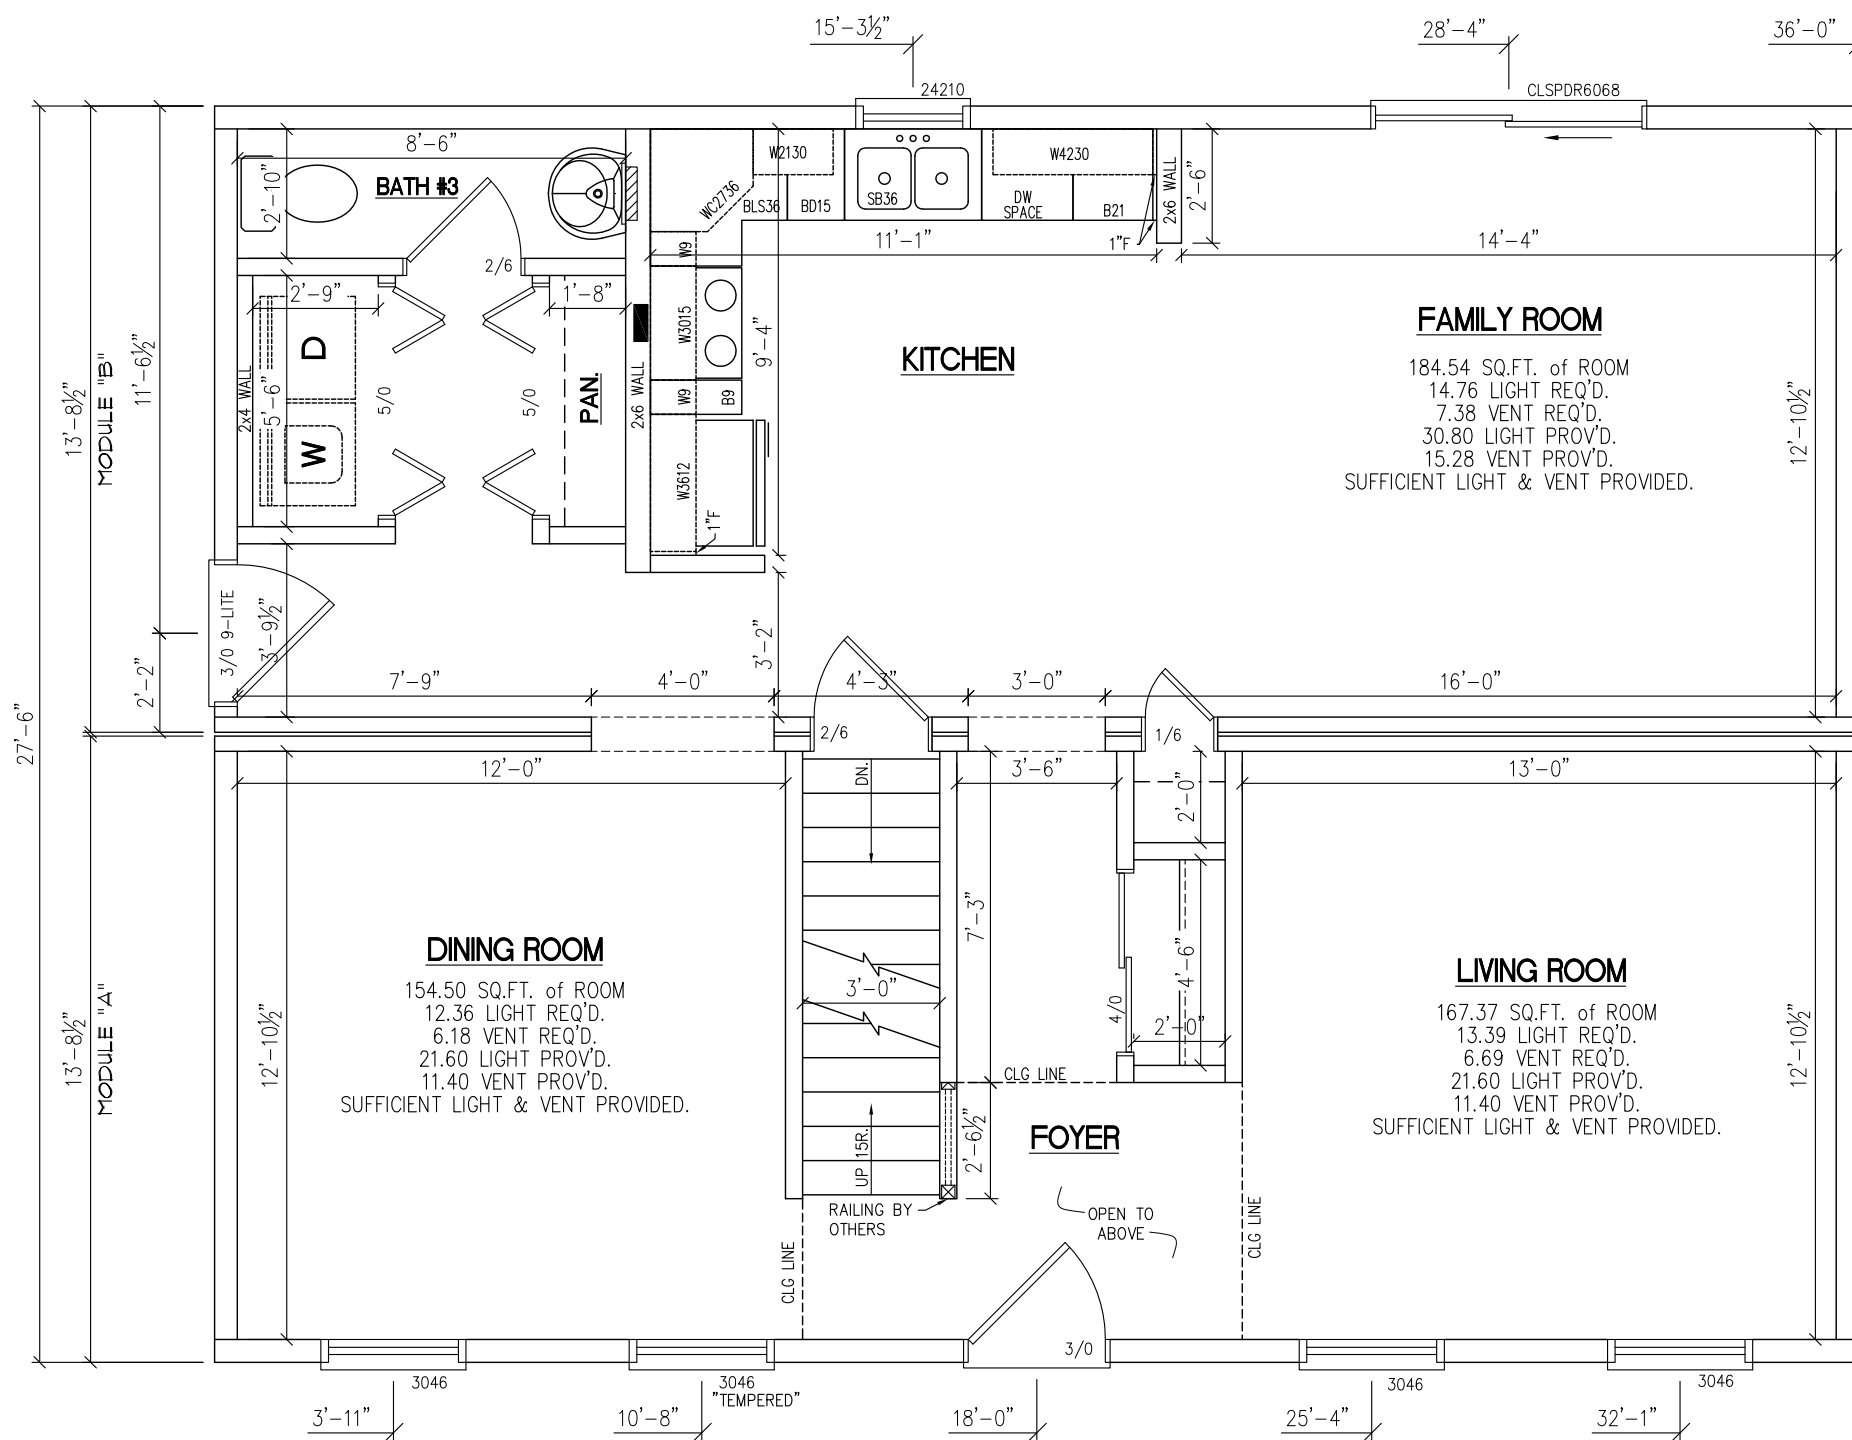 15'-3½"
28'-4"
36'-0"
24210
CLSPDR6068
8'-6"
BATH #3
2'-10"
W2130
W4230
WC2736
BLS36
BD15
SB36
DW
SPACE
B21
2x6 WALL
2'-6"
1"F
11'-1"
14'-4"
2/6
W9
2'-9"
1'-8"
W3015
9'-4"
D
W
2x4 WALL
5'-6"
5/0
5/0
PAN.
2x6 WALL
W9
B9
W3612
1"F
KITCHEN
FAMILY ROOM
184.54 SQ.FT. of ROOM
14.76 LIGHT REQ'D.
7.38 VENT REQ'D.
30.80 LIGHT PROV'D.
15.28 VENT PROV'D.
SUFFICIENT LIGHT & VENT PROVIDED.
12'-10½"
27'-6"
13'-8½"
MODULE "B"
11'-6½"
2'-2"
3/0 9-LITE
3'-9½"
3'-2"
7'-9"
4'-0"
4'-3"
3'-0"
16'-0"
2/6
1/6
12'-0"
DN.
3'-6"
2'-0"
13'-0"
7'-3"
4'-6"
DINING ROOM
154.50 SQ.FT. of ROOM
12.36 LIGHT REQ'D.
6.18 VENT REQ'D.
21.60 LIGHT PROV'D.
11.40 VENT PROV'D.
SUFFICIENT LIGHT & VENT PROVIDED.
3'-0"
4/0
2'-0"
LIVING ROOM
167.37 SQ.FT. of ROOM
13.39 LIGHT REQ'D.
6.69 VENT REQ'D.
21.60 LIGHT PROV'D.
11.40 VENT PROV'D.
SUFFICIENT LIGHT & VENT PROVIDED.
13'-8½"
MODULE "A"
12'-10½"
12'-10½"
CLG LINE
FOYER
UP 15R.
2'-6½"
RAILING BY
OTHERS
OPEN TO
ABOVE
CLG LINE
CLG LINE
3/0
3046
3046
"TEMPERED"
3046
3046
3'-11"
10'-8"
18'-0"
25'-4"
32'-1"